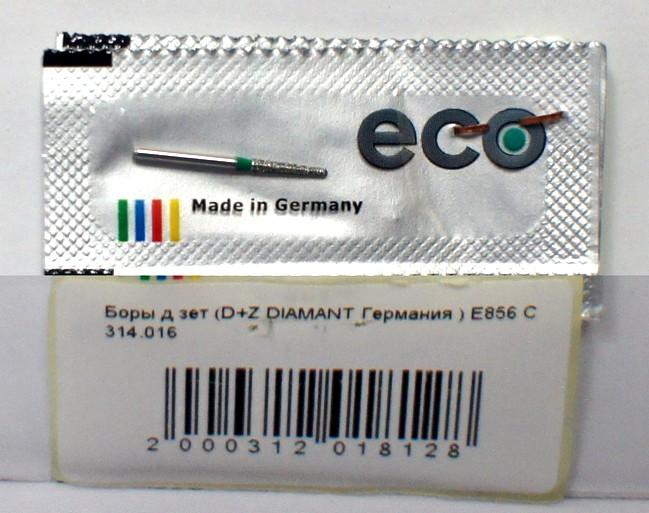 eco
Made in Germany
Боры д зет (D+Z DIAMANT Германия ) E856 C
314.016
2 000312 018128